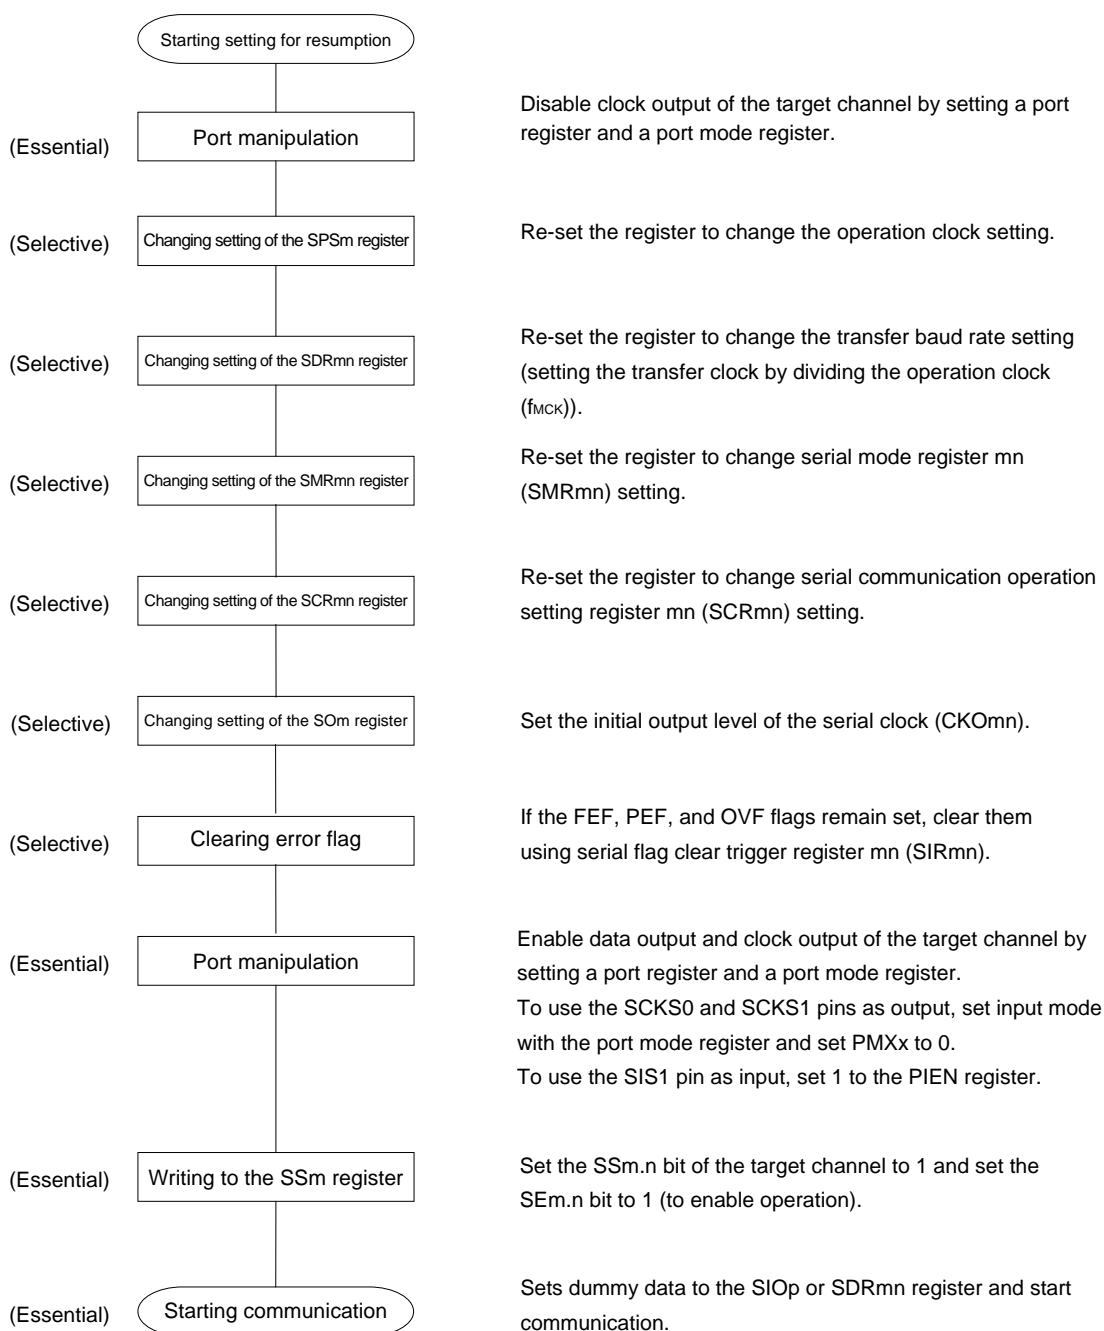 Starting setting for resumption
(Essential)
Port manipulation
Disable clock output of the target channel by setting a port
register and a port mode register.
(Selective)
Changing setting of the SPSm register
Re-set the register to change the operation clock setting.
(Selective)
Changing setting of the SDRmn register
Re-set the register to change the transfer baud rate setting
(setting the transfer clock by dividing the operation clock
(fMCK)).
(Selective)
Changing setting of the SMRmn register
Re-set the register to change serial mode register mn
(SMRmn) setting.
(Selective)
Changing setting of the SCRmn register
Re-set the register to change serial communication operation
setting register mn (SCRmn) setting.
(Selective)
Changing setting of the SOm register
Set the initial output level of the serial clock (CKOmn).
(Selective)
Clearing error flag
If the FEF, PEF, and OVF flags remain set, clear them
using serial flag clear trigger register mn (SIRmn).
(Essential)
Port manipulation
Enable data output and clock output of the target channel by
setting a port register and a port mode register.
To use the SCKS0 and SCKS1 pins as output, set input mode
with the port mode register and set PMXx to 0.
To use the SIS1 pin as input, set 1 to the PIEN register.
(Essential)
Writing to the SSm register
Set the SSm.n bit of the target channel to 1 and set the
SEm.n bit to 1 (to enable operation).
(Essential)
Starting communication
Sets dummy data to the SIOp or SDRmn register and start
communication.